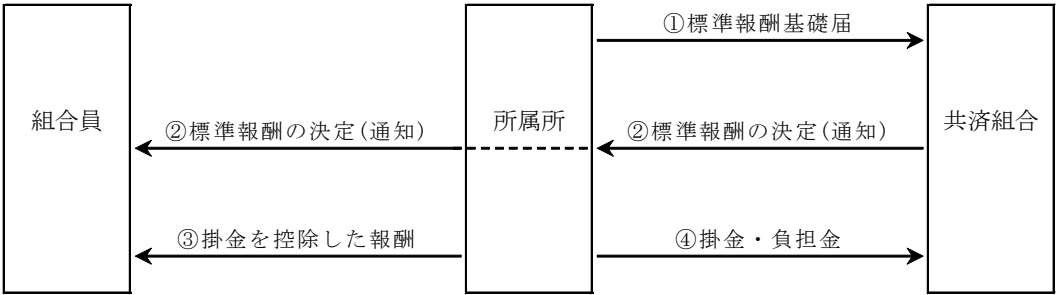 ①標準報酬基礎届
組合員
②標準報酬の決定(通知)
所属所
②標準報酬の決定(通知)
共済組合
③掛金を控除した報酬
④掛金・負担金